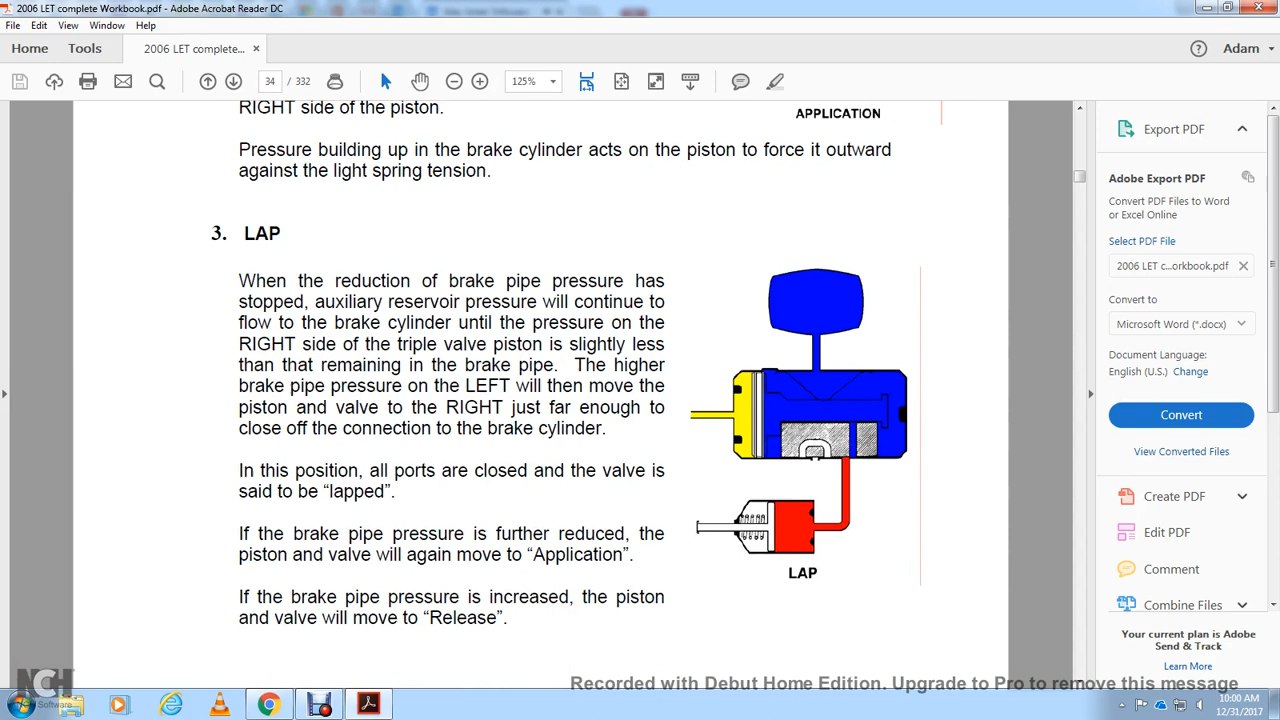 2006 LET complete Workbook.pdf - Adobe Acrobat Reader DC
File Edit View Window Help
Home Tools 2006 LET complete... Adam
34 / 332 125%
RIGHT side of the piston.
APPLICATION
Pressure building up in the brake cylinder acts on the piston to force it outward
against the light spring tension.
3. LAP
When the reduction of brake pipe pressure has
stopped, auxiliary reservoir pressure will continue to
flow to the brake cylinder until the pressure on the
RIGHT side of the triple valve piston is slightly less
than that remaining in the brake pipe. The higher
brake pipe pressure on the LEFT will then move the
piston and valve to the RIGHT just far enough to
close off the connection to the brake cylinder.
In this position, all ports are closed and the valve is
said to be “lapped”.
If the brake pipe pressure is further reduced, the
piston and valve will again move to “Application”.
If the brake pipe pressure is increased, the piston
and valve will move to “Release”.
LAP
Export PDF
Adobe Export PDF
Convert PDF Files to Word
or Excel Online
Select PDF File
2006 LET c...orkbook.pdf
Convert to
Microsoft Word (*.docx)
Document Language:
English (U.S.) Change
Convert
View Converted Files
Create PDF
Edit PDF
Comment
Combine Files
Your current plan is Adobe
Send & Track
Learn More
NCH
Software
Recorded with Debut Home Edition. Upgrade to Pro to remove this message
10:00 AM
12/31/2017